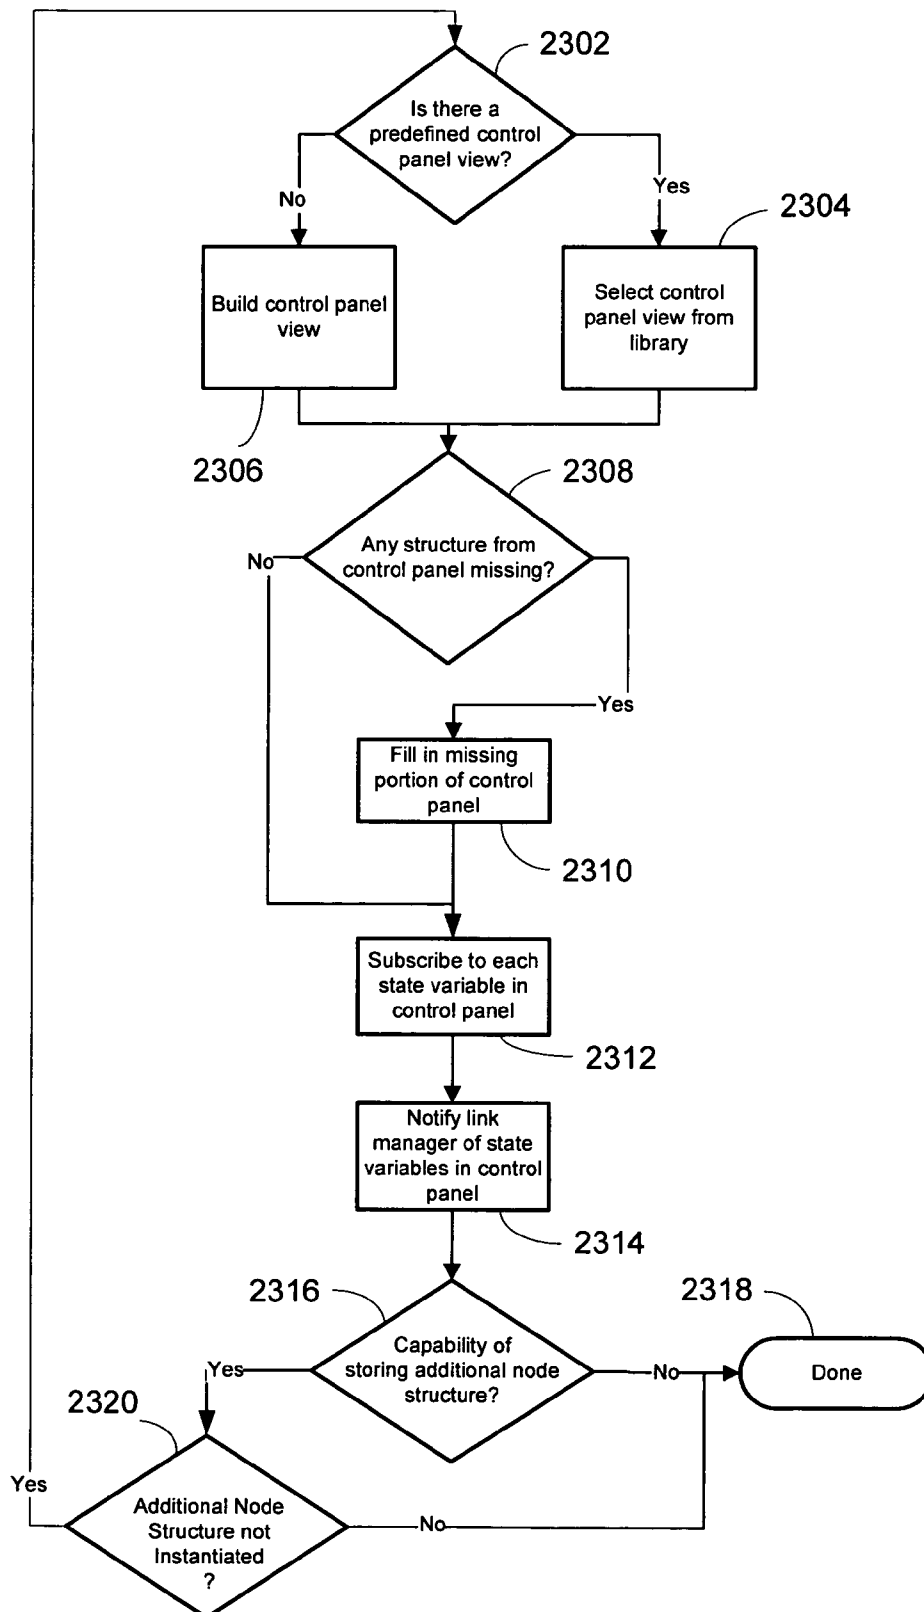 2302
Is there a
predefined control
panel view?
No
Yes
2304
Build control panel
view
Select control
panel view from
library
2306
2308
Any structure from
control panel missing?
No
Yes
Fill in missing
portion of control
panel
2310
Subscribe to each
state variable in
control panel
2312
Notify link
manager of state
variables in control
panel
2314
2316
2318
Capability of
storing additional node
structure?
Yes
No
Done
2320
Yes
Additional Node
Structure not
Instantiated
?
No